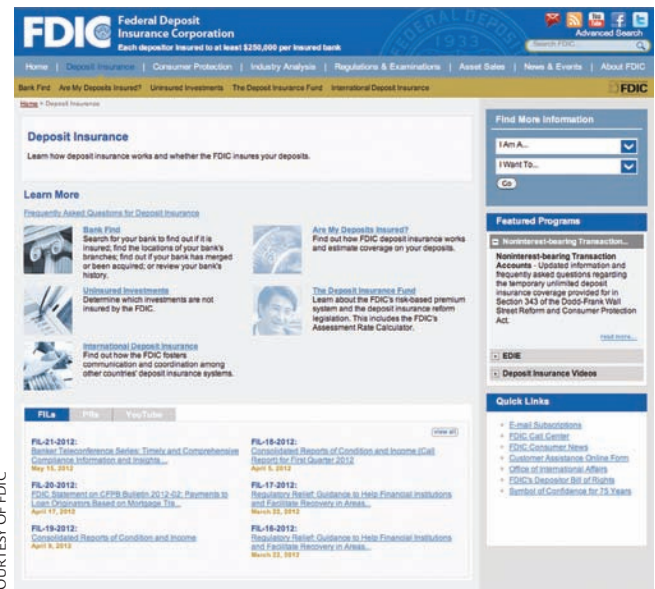 FDIC
Federal Deposit
Insurance Corporation
Each depositor insured to at least $250,000 per insured bank
Advanced Search
Search FDIC...
Home | Deposit Insurance | Consumer Protection | Industry Analysis | Regulations & Examinations | Asset Sales | News & Events | About FDIC
Bank Find Are My Deposits Insured? Uninsured Investments The Deposit Insurance Fund International Deposit Insurance
FDIC
Home > Deposit Insurance
Deposit Insurance
Learn how deposit insurance works and whether the FDIC insures your deposits.
Learn More
Frequently Asked Questions for Deposit Insurance
Bank Find
Search for your bank to find out if it is
insured; find the locations of your bank's
branches; find out if your bank has merged
or been acquired; or review your bank's
history.
Are My Deposits Insured?
Find out how FDIC deposit insurance works
and estimate coverage on your deposits.
Uninsured Investments
Determine which investments are not
insured by the FDIC.
The Deposit Insurance Fund
Learn about the FDIC's risk-based premium
system and the deposit insurance reform
legislation. This includes the FDIC's
Assessment Rate Calculator.
International Deposit Insurance
Find out how the FDIC fosters
communication and coordination among
other countries' deposit insurance systems.
FILs PRs YouTube
view all
FIL-21-2012:
Banker Teleconference Series: Timely and Comprehensive
Compliance Information and Insights...
May 15, 2012
FIL-20-2012:
FDIC Statement on CFPB Bulletin 2012-02: Payments to
Loan Originators Based on Mortgage Tra...
April 17, 2012
FIL-19-2012:
Consolidated Reports of Condition and Income
April 9, 2012
FIL-18-2012:
Consolidated Reports of Condition and Income (Call
Report) for First Quarter 2012
April 5, 2012
FIL-17-2012:
Regulatory Relief: Guidance to Help Financial Institutions
and Facilitate Recovery in Areas...
March 22, 2012
FIL-16-2012:
Regulatory Relief: Guidance to Help Financial Institutions
and Facilitate Recovery in Areas...
March 22, 2012
Find More Information
I Am A...
I Want To...
Go
Featured Programs
Noninterest-bearing Transaction...
Noninterest-bearing Transaction
Accounts - Updated information and
frequently asked questions regarding
the temporary unlimited deposit
insurance coverage provided for in
Section 343 of the Dodd-Frank Wall
Street Reform and Consumer Protection
Act.
read more...
EDIE
Deposit Insurance Videos
Quick Links
E-mail Subscriptions
FDIC Call Center
FDIC Consumer News
Customer Assistance Online Form
Office of International Affairs
FDIC's Depositor Bill of Rights
Symbol of Confidence for 75 Years
OURTESY OF FDIC